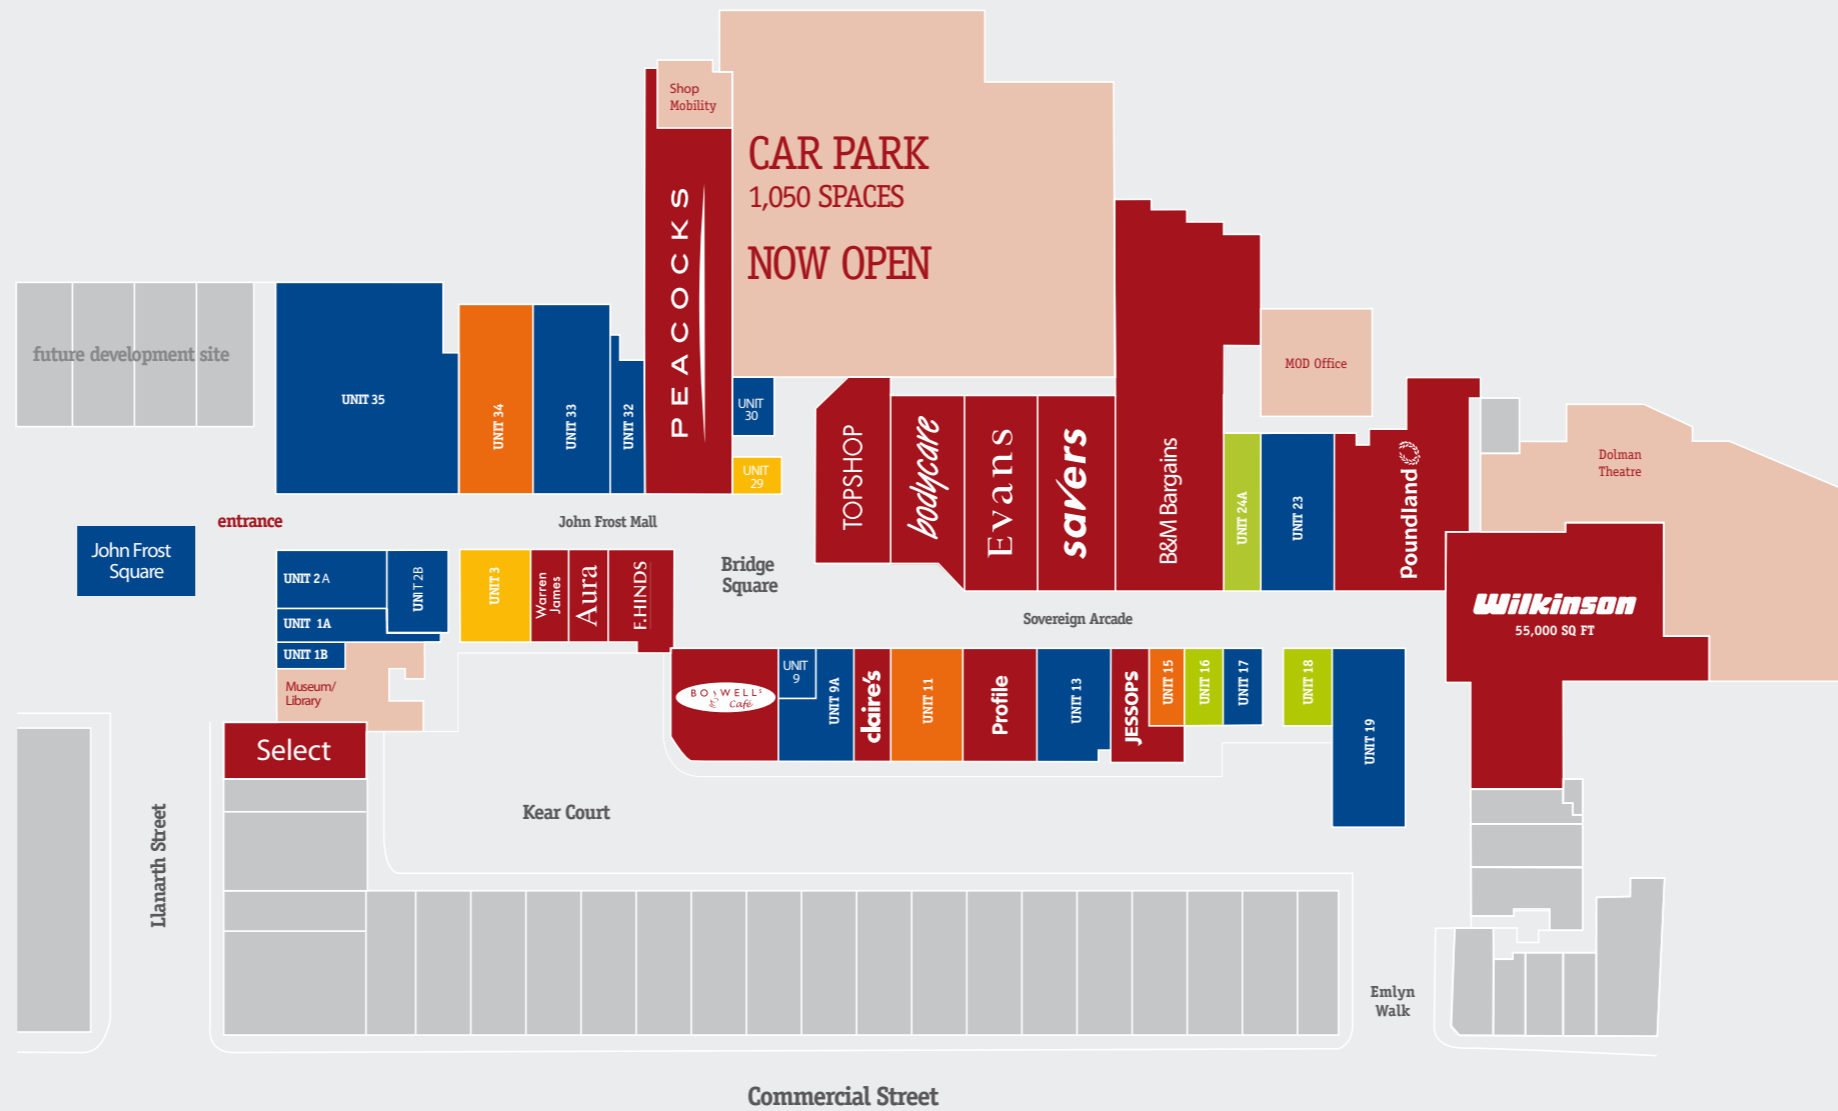 Shop
Mobility
CAR PARK
1,050 SPACES
NOW OPEN
PEACOCKS
future development site
UNIT 35
UNIT 34
UNIT 33
UNIT 32
UNIT
30
UNIT
29
TOPSHOP
bodycare
Evans
savers
B&M Bargains
MOD Office
UNIT 24A
UNIT 23
Poundland
Dolman
Theatre
entrance
John Frost Mall
John Frost
Square
Bridge
Square
Sovereign Arcade
Wilkinson
55,000 SQ FT
UNIT 2A
UNIT 2B
UNIT 1A
UNIT 1B
UNIT 3
Warren
James
Aura
F.HINDS
Museum/
Library
BOSWELL'S
Café
UNIT
9
UNIT 9A
claire's
UNIT 11
Profile
UNIT 13
JESSOPS
UNIT 15
UNIT 16
UNIT 17
UNIT 18
UNIT 19
Select
Kear Court
Llanarth Street
Emlyn
Walk
Commercial Street